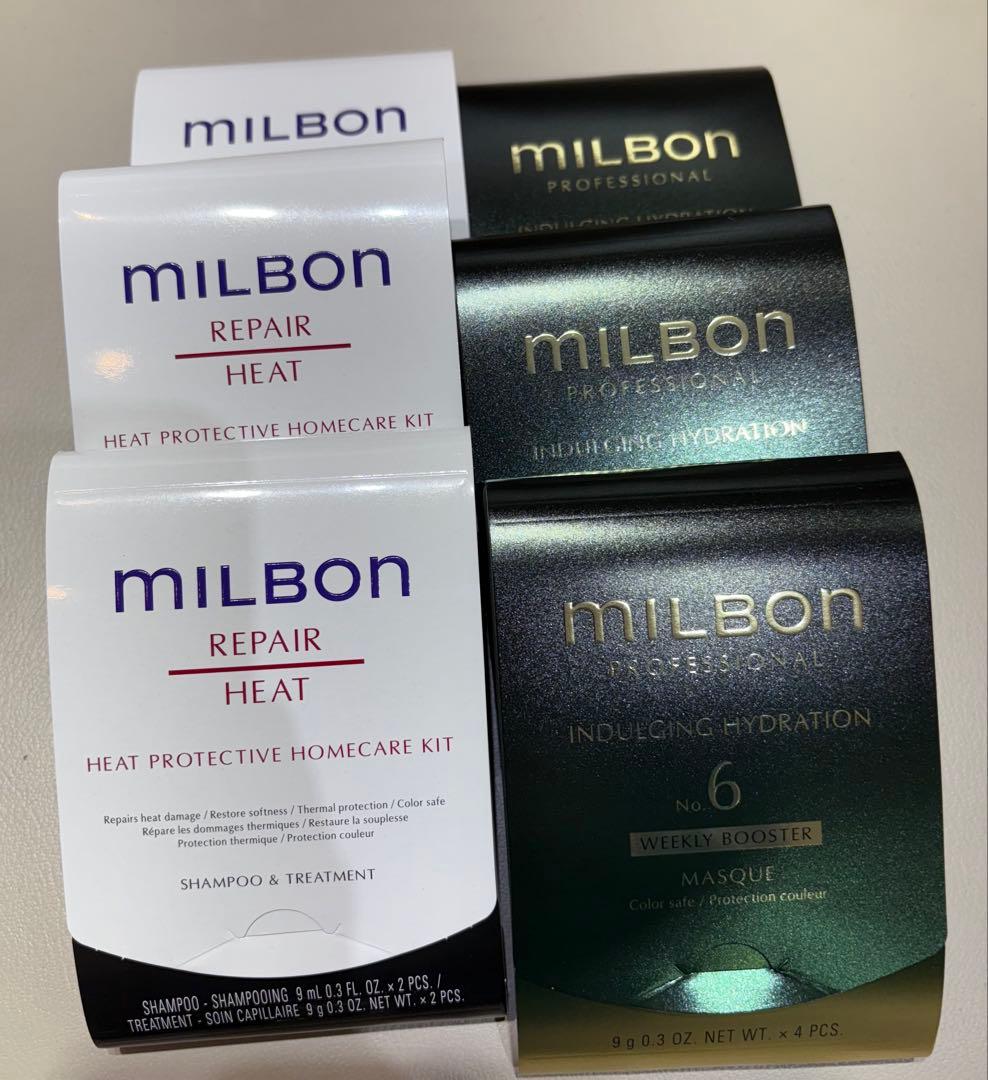 mILBOn
mILBOn
PROFESSIONAL
INDULGING HYDRATION
mILBOn
REPAIR
HEAT
HEAT PROTECTIVE HOMECARE KIT
mILBOn
PROFESSIONAL
INDULGING HYDRATION
mILBOn
REPAIR
HEAT
HEAT PROTECTIVE HOMECARE KIT
Repairs heat damage / Restore softness / Thermal protection / Color safe
Répare les dommages thermiques / Restaure la souplesse
Protection thermique / Protection couleur
SHAMPOO & TREATMENT
SHAMPOO - SHAMPOOING 9 mL 0.3 FL. OZ. × 2 PCS. /
TREATMENT - SOIN CAPILLAIRE 9 g 0.3 OZ. NET WT. × 2 PCS.
mILBOn
PROFESSIONAL
INDULGING HYDRATION
No.6
WEEKLY BOOSTER
MASQUE
Color safe / Protection couleur
9 g 0.3 OZ. NET WT. × 4 PCS.